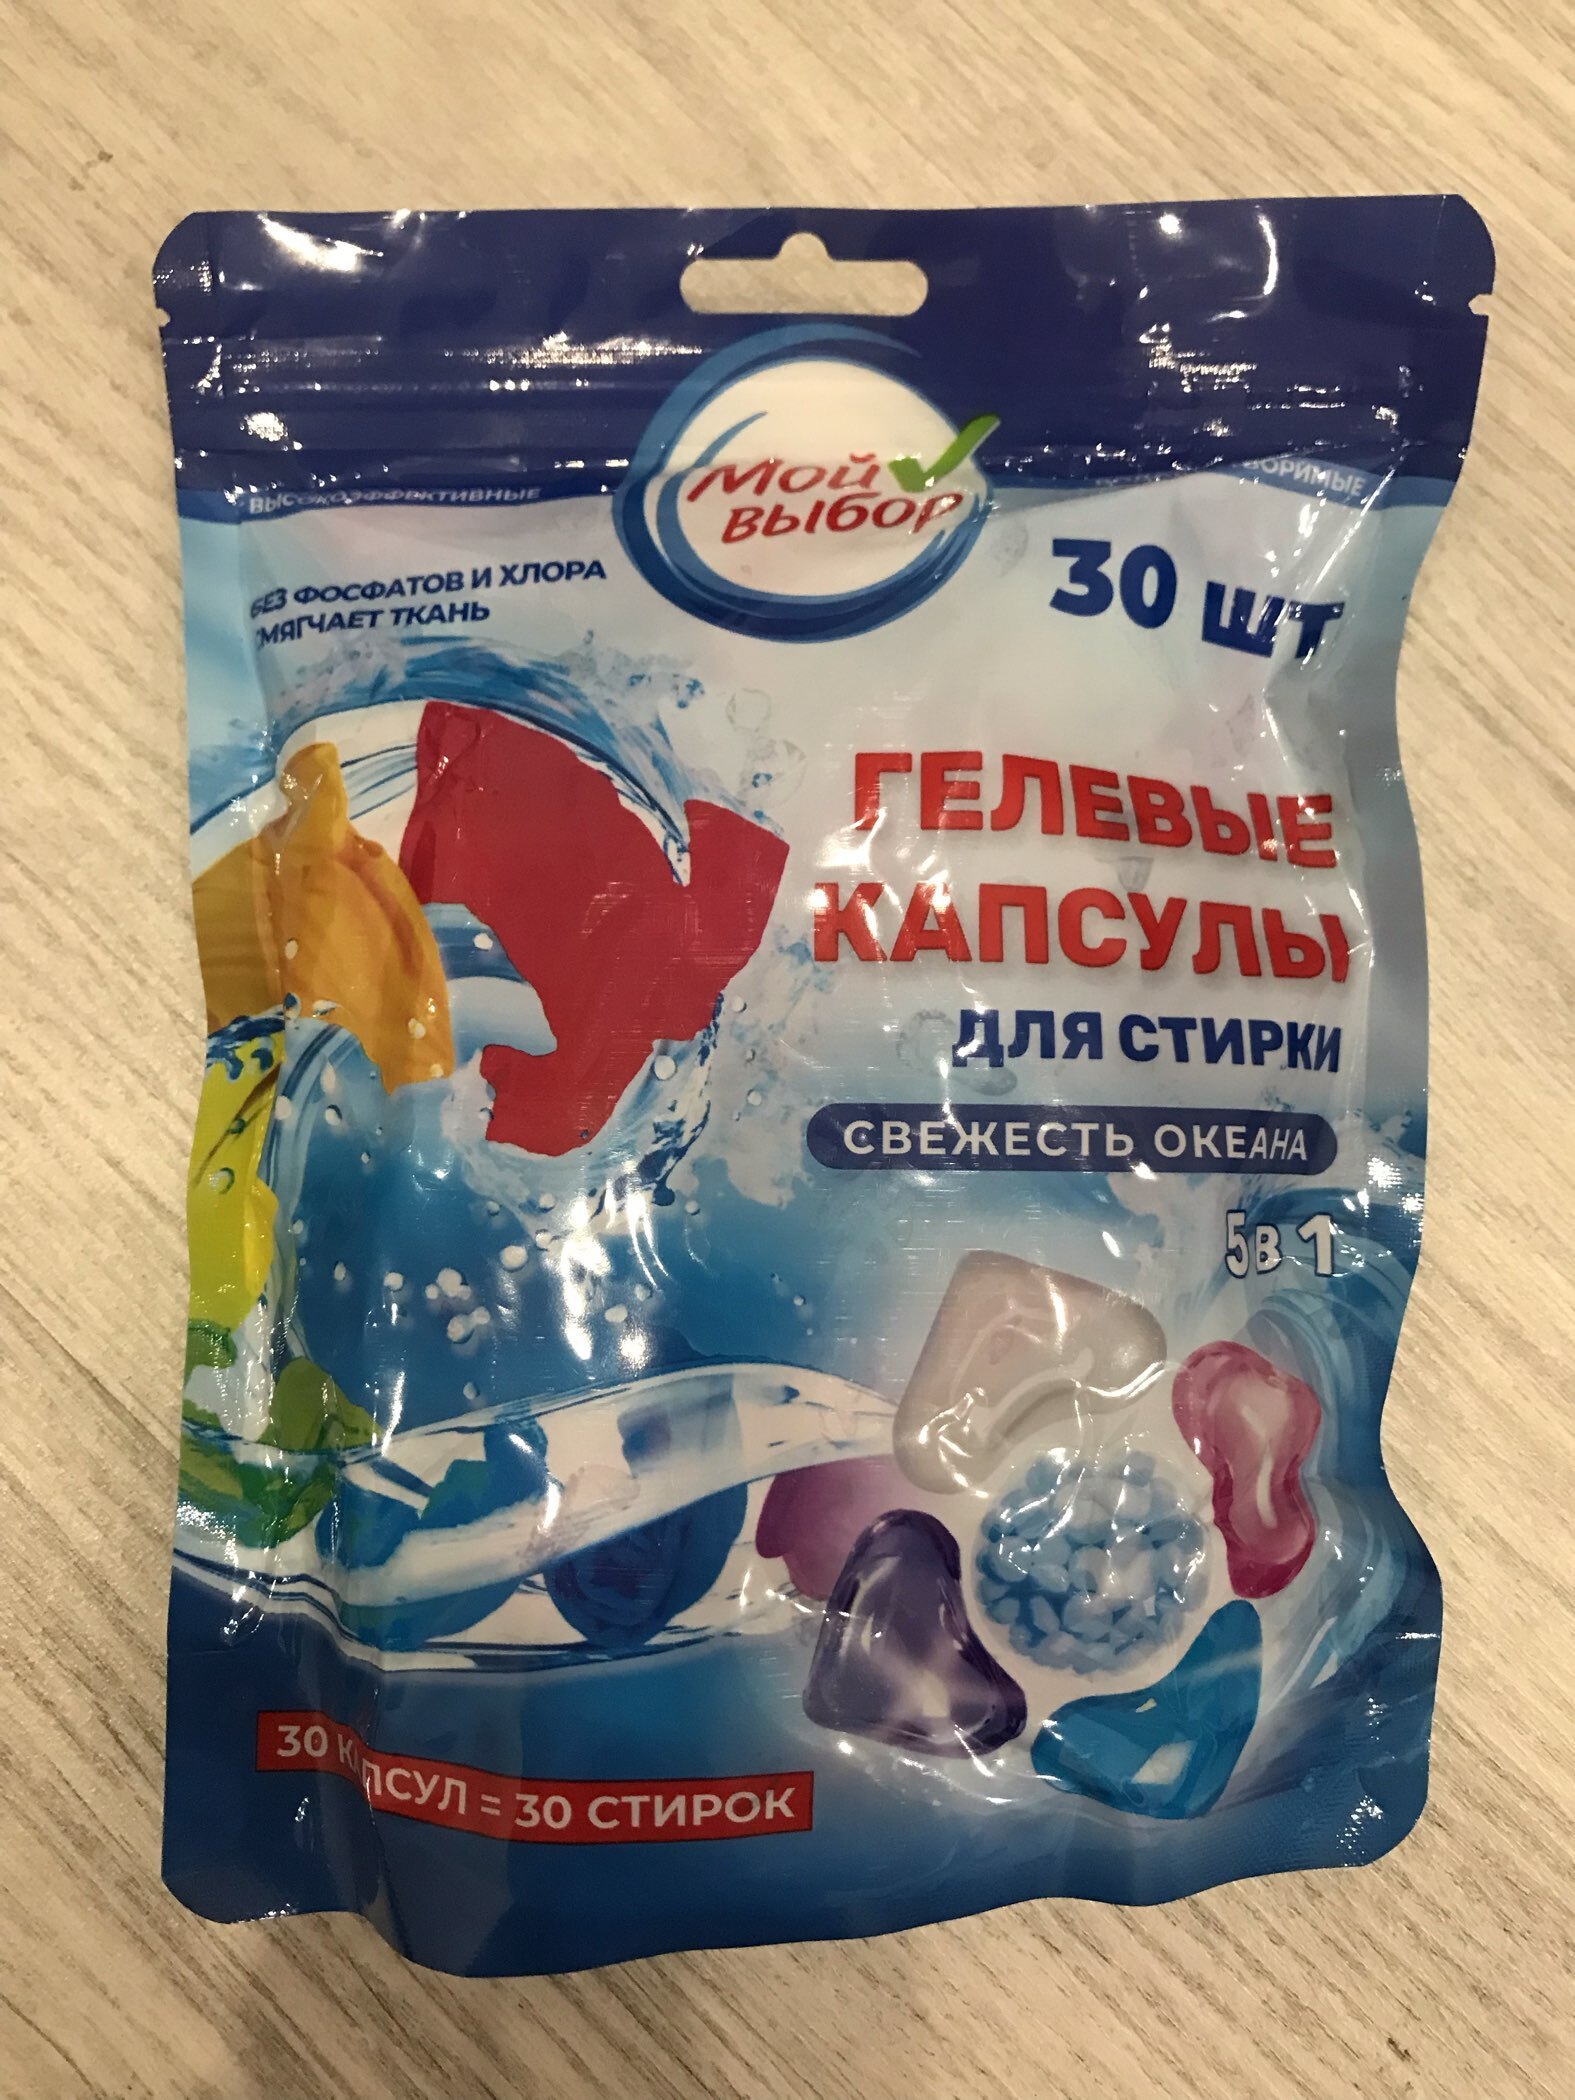 Мой
выбор
ВЫСОКОЭФФЕКТИВНЫЕ
БЕЗ ФОСФАТОВ И ХЛОРА
СМЯГЧАЕТ ТКАНЬ
30 ШТ
ГЕЛЕВЫЕ
КАПСУЛЫ
ДЛЯ СТИРКИ
СВЕЖЕСТЬ ОКЕАНА
5 в 1
30 КАПСУЛ = 30 СТИРОК